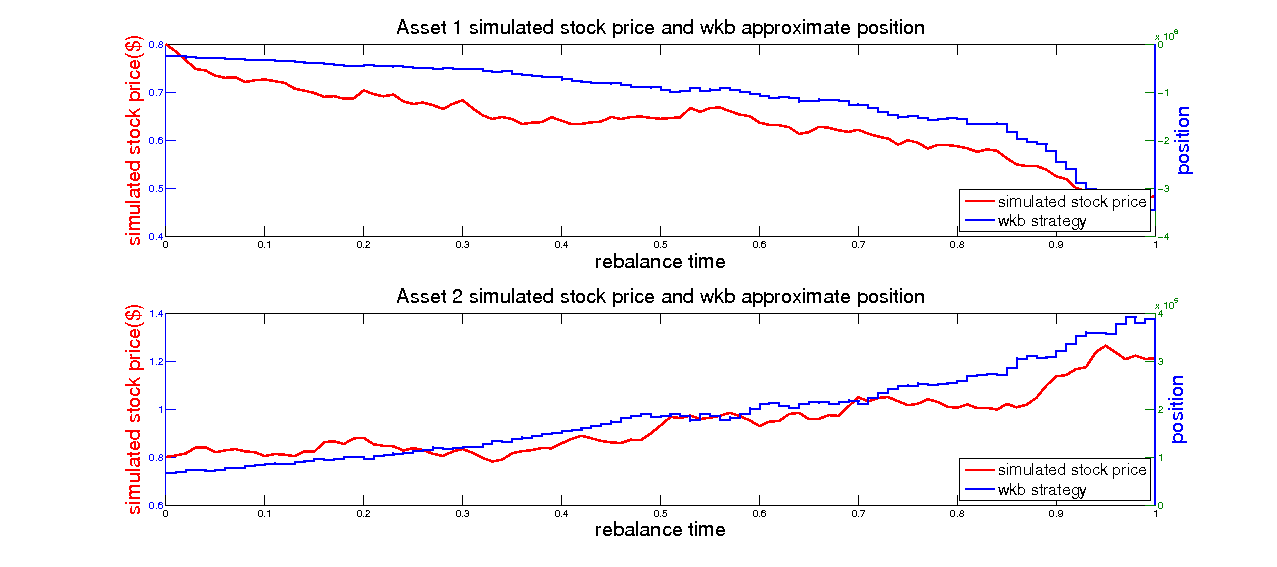 Asset 1 simulated stock price and wkb approximate position
simulated stock price($)
0.8
0.7
0.6
0.5
0.4
0 0.1 0.2 0.3 0.4 0.5 0.6 0.7 0.8 0.9 1
rebalance time
0
−1
−2
−3
−4
position
simulated stock price
wkb strategy
Asset 2 simulated stock price and wkb approximate position
simulated stock price($)
1.4
1.2
1
0.8
0.6
0 0.1 0.2 0.3 0.4 0.5 0.6 0.7 0.8 0.9 1
rebalance time
4
3
2
1
0
position
simulated stock price
wkb strategy